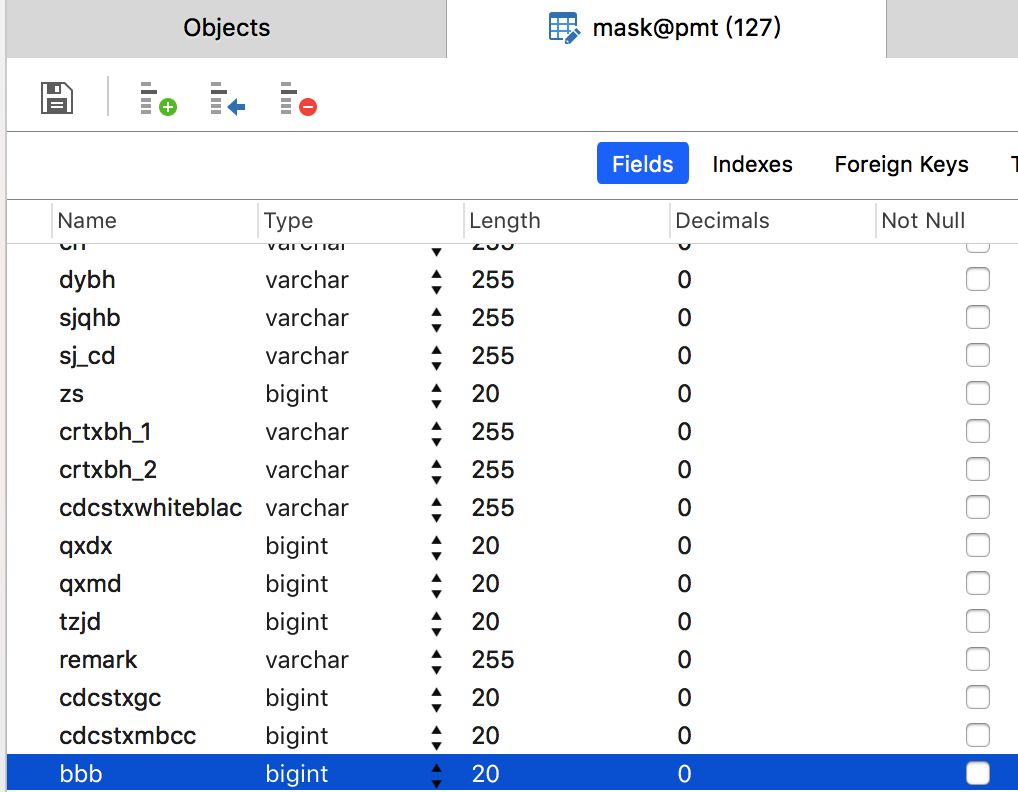 Objects mask@pmt (127)
Fields Indexes Foreign Keys
Name Type Length Decimals Not Null
varchar 255 0
dybh varchar 255 0
sjqhb varchar 255 0
sj_cd varchar 255 0
zs bigint 20 0
crtxbh_1 varchar 255 0
crtxbh_2 varchar 255 0
cdcstxwhiteblac varchar 255 0
qxdx bigint 20 0
qxmd bigint 20 0
tzjd bigint 20 0
remark varchar 255 0
cdcstxgc bigint 20 0
cdcstxmbcc bigint 20 0
bbb bigint 20 0